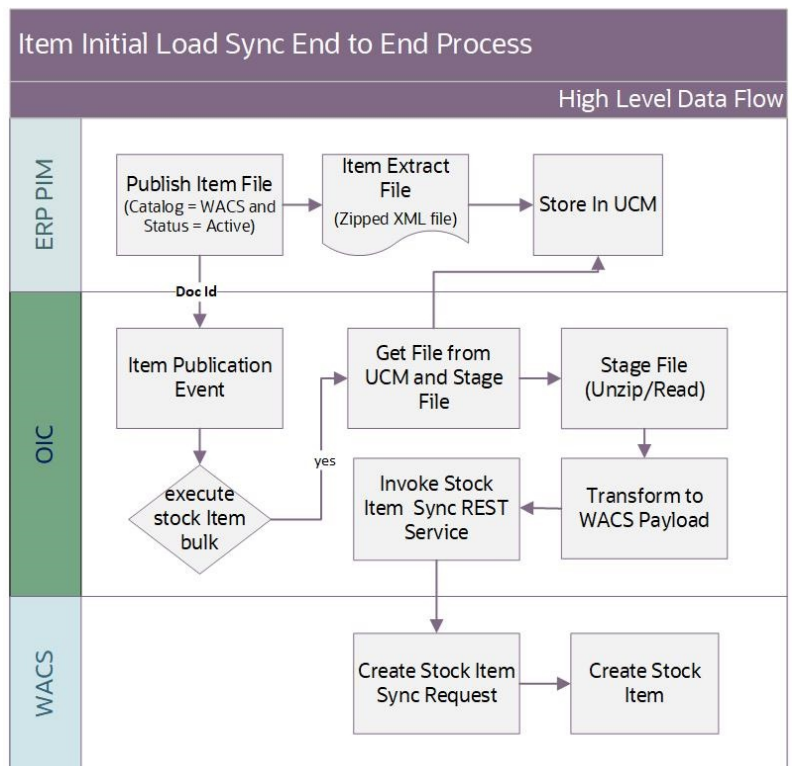 Item Initial Load Sync End to End Process
High Level Data Flow
ERP PIM
Publish Item File
(Catalog = WACS and
Status = Active)
Item Extract
File
(Zipped XML file)
Store In UCM
Doc Id
OIC
Item Publication
Event
Get File from
UCM and Stage
File
Stage File
(Unzip/Read)
yes
execute
stock Item
bulk
Invoke Stock
Item Sync REST
Service
Transform to
WACS Payload
WACS
Create Stock Item
Sync Request
Create Stock
Item